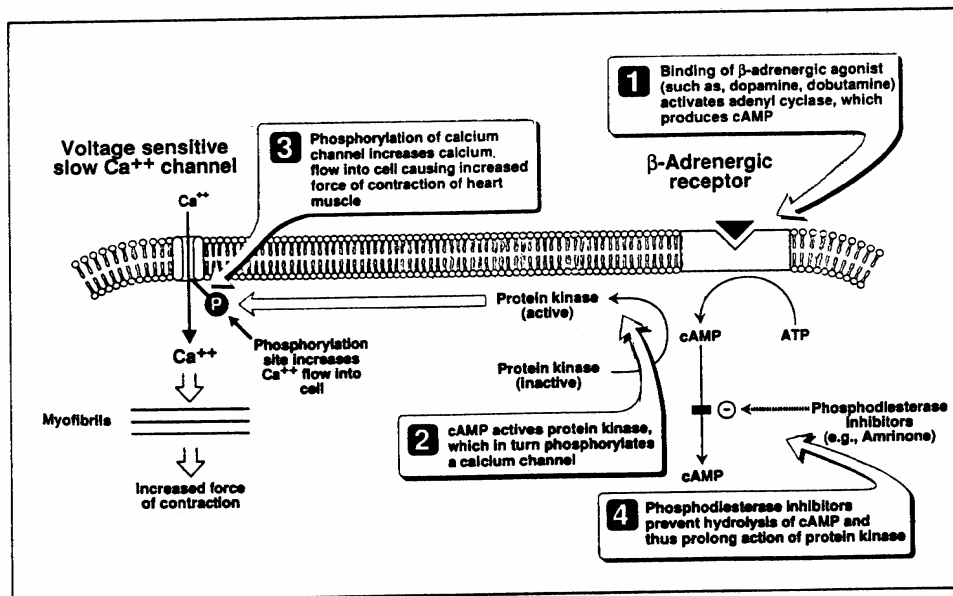 1
Binding of β-adrenergic agonist
(such as, dopamine, dobutamine)
activates adenyl cyclase, which
produces cAMP
3
Phosphorylation of calcium
channel increases calcium.
flow into cell causing increased
force of contraction of heart
muscle
Voltage sensitive
slow Ca++ channel
β-Adrenergic
receptor
Ca++
P
Protein kinase
(active)
cAMP
ATP
Ca++
Phosphorylation
site increases
Ca++ flow into
cell
Protein kinase
(inactive)
Myofibrils
Phosphodiesterase
inhibitors
(e.g., Amrinone)
2
cAMP actives protein kinase,
which in turn phosphorylates
a calcium channel
cAMP
Increased force
of contraction
4
Phosphodiesterase inhibitors
prevent hydrolysis of cAMP and
thus prolong action of protein kinase